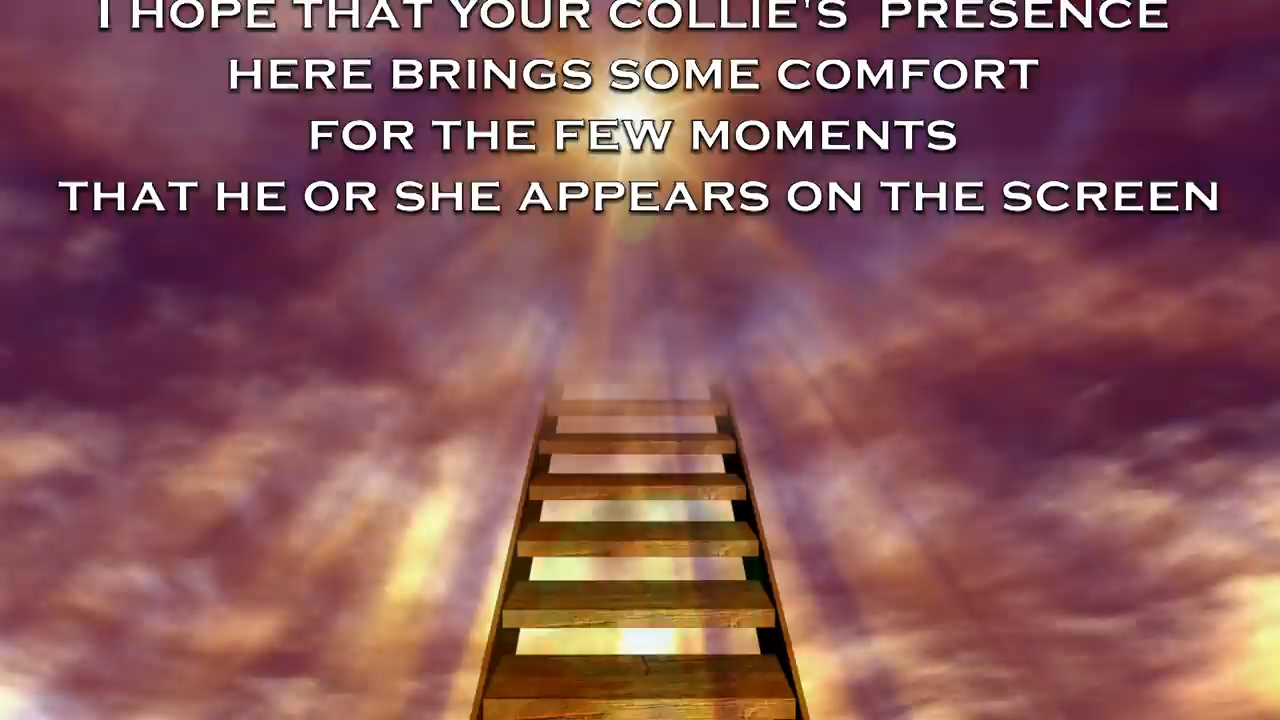 I HOPE THAT YOUR COLLIE'S  PRESENCE
HERE BRINGS SOME COMFORT
FOR THE FEW MOMENTS
THAT HE OR SHE APPEARS ON THE SCREEN